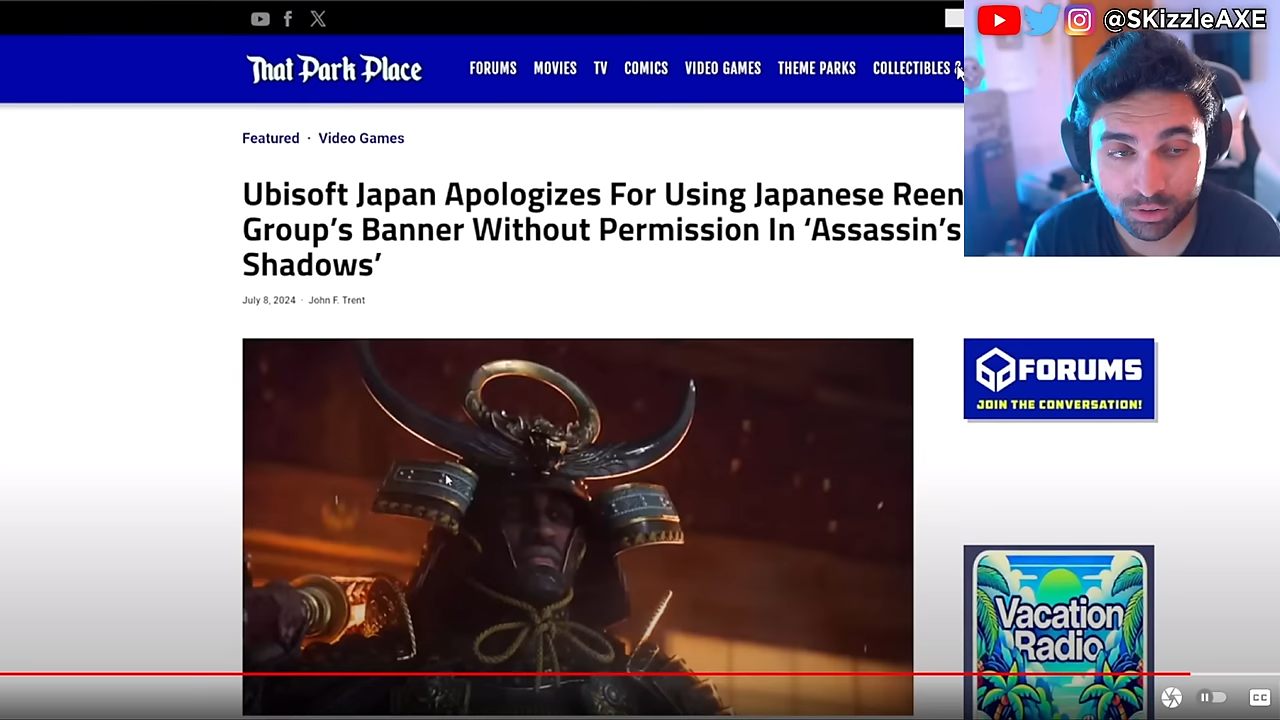 @SKizzleAXE
That Park Place
FORUMS MOVIES TV COMICS VIDEO GAMES THEME PARKS COLLECTIBLES
Featured · Video Games
Ubisoft Japan Apologizes For Using Japanese Reen
Group's Banner Without Permission In ‘Assassin's
Shadows’
July 8, 2024 · John F. Trent
FORUMS
JOIN THE CONVERSATION!
Vacation
Radio
CC